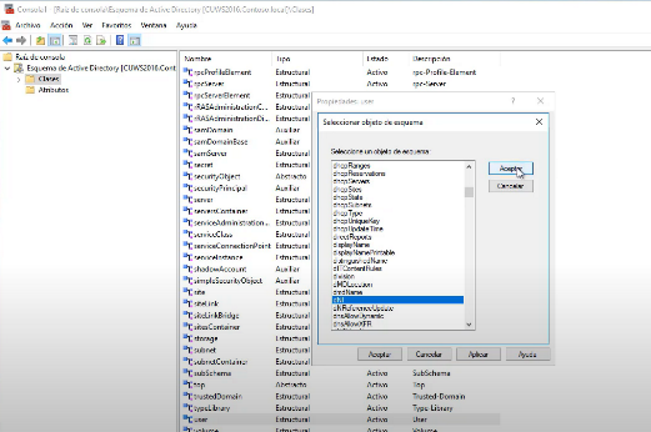 Consola1 - [Raíz de consola\Esquema de Active Directory [CUWS2016.Contoso.local]\Clases]
Archivo Acción Ver Favoritos Ventana Ayuda
Raíz de consola
Esquema de Active Directory [CUWS2016.Cont
Clases
Atributos
Nombre Tipo Estado Descripción
rpcProfileElement Estructural Activo rpc-Profile-Element
rpcServer Estructural Activo rpc-Server
rpcServerElement Estructural
rRASAdministrationC... Estructural
rRASAdministrationDi... Estructural
samDomain Auxiliar
samDomainBase Auxiliar
samServer Estructural
secret Estructural
securityObject Abstracto
securityPrincipal Auxiliar
server Estructural
serversContainer Estructural
serviceAdministration... Estructural
serviceClass Estructural
serviceConnectionPoint Estructural
serviceInstance Estructural
shadowAccount Auxiliar
simpleSecurityObject Auxiliar
site Estructural
siteLink Estructural
siteLinkBridge Estructural
sitesContainer Estructural
storage Estructural
subnet Estructural
subnetContainer Estructural
subSchema Estructural Activo SubSchema
top Abstracto Activo Top
trustedDomain Estructural Activo Trusted-Domain
typeLibrary Estructural Activo Type-Library
user Estructural Activo User
volume Estructural Activo Volume
Propiedades: user ?
Seleccionar objeto de esquema
Seleccione un objeto de esquema:
dhcpRanges
dhcpReservations
dhcpServers
dhcpSites
dhcpState
dhcpSubnets
dhcpType
dhcpUniqueKey
dhcpUpdateTime
directReports
displayName
displayNamePrintable
distinguishedName
dITContentRules
division
dMDLocation
dmdName
dNI
dNReferenceUpdate
dnsAllowDynamic
dnsAllowXFR
Aceptar
Cancelar
Aceptar Cancelar Aplicar Ayuda